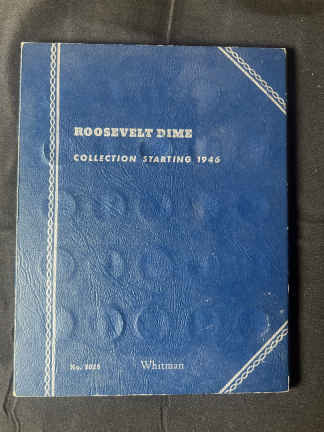 ROOSEVELT DIME
COLLECTION STARTING 1946
No. Whitman